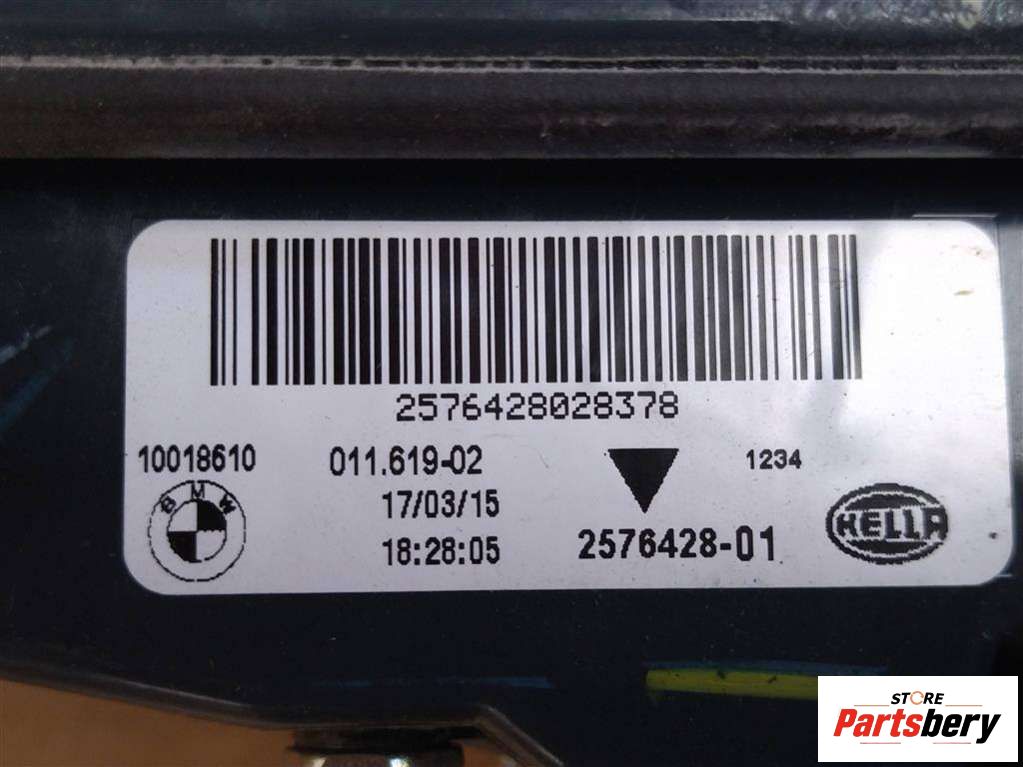 2576428028378
10018610 011.619-02 1234
BMW
17/03/15
18:28:05
2576428-01
HELLA
STORE
Partsbery